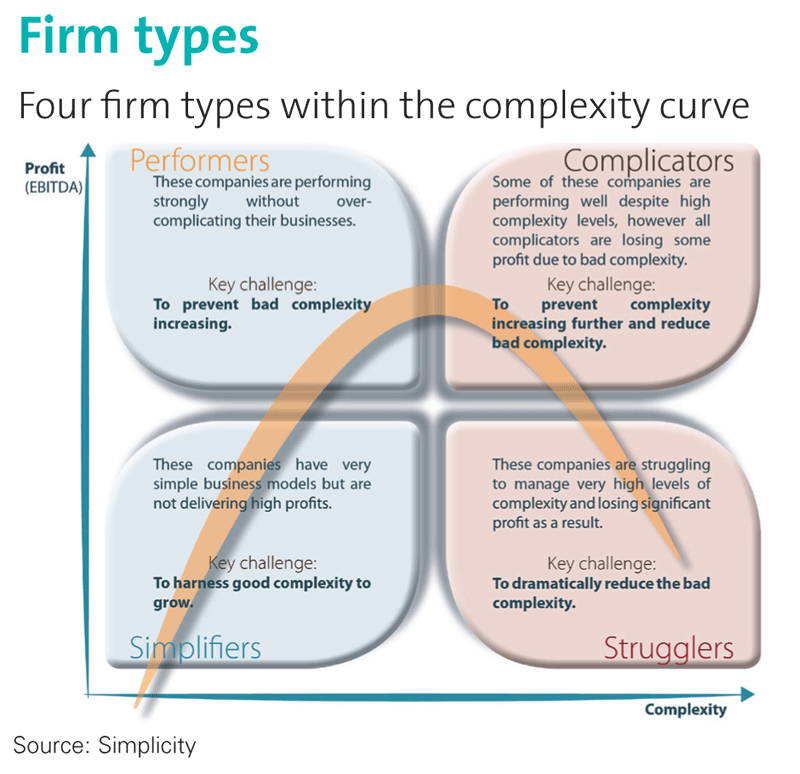 Firm types
Four firm types within the complexity curve
Profit
(EBITDA)
Performers
These companies are performing
strongly without over-
complicating their businesses.
Key challenge:
To prevent bad complexity
increasing.
Complicators
Some of these companies are
performing well despite high
complexity levels, however all
complicators are losing some
profit due to bad complexity.
Key challenge:
To prevent complexity
increasing further and reduce
bad complexity.
These companies have very
simple business models but are
not delivering high profits.
Key challenge:
To harness good complexity to
grow.
Simplifiers
These companies are struggling
to manage very high levels of
complexity and losing significant
profit as a result.
Key challenge:
To dramatically reduce the bad
complexity.
Strugglers
Complexity
Source: Simplicity